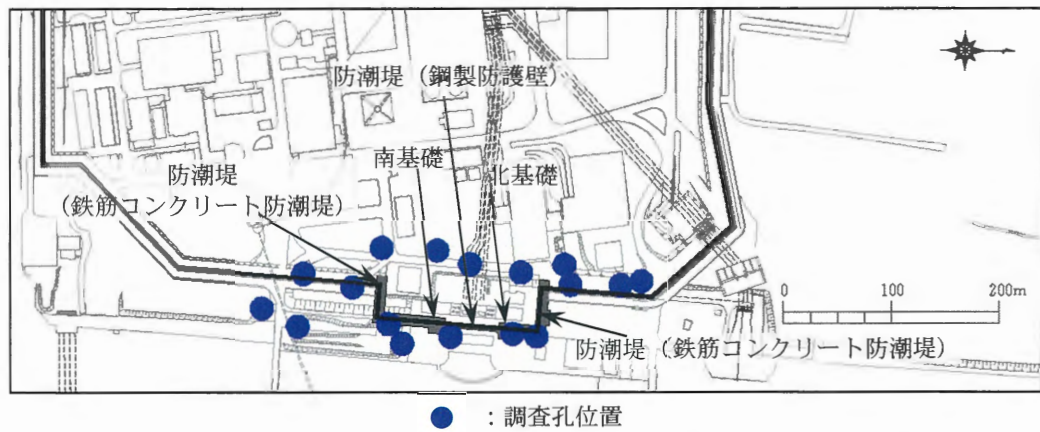 防潮堤(鋼製防護壁)
南基礎
北基礎
防潮堤
(鉄筋コンクリート防潮堤)
0 100 200m
防潮堤(鉄筋コンクリート防潮堤)
:調査孔位置